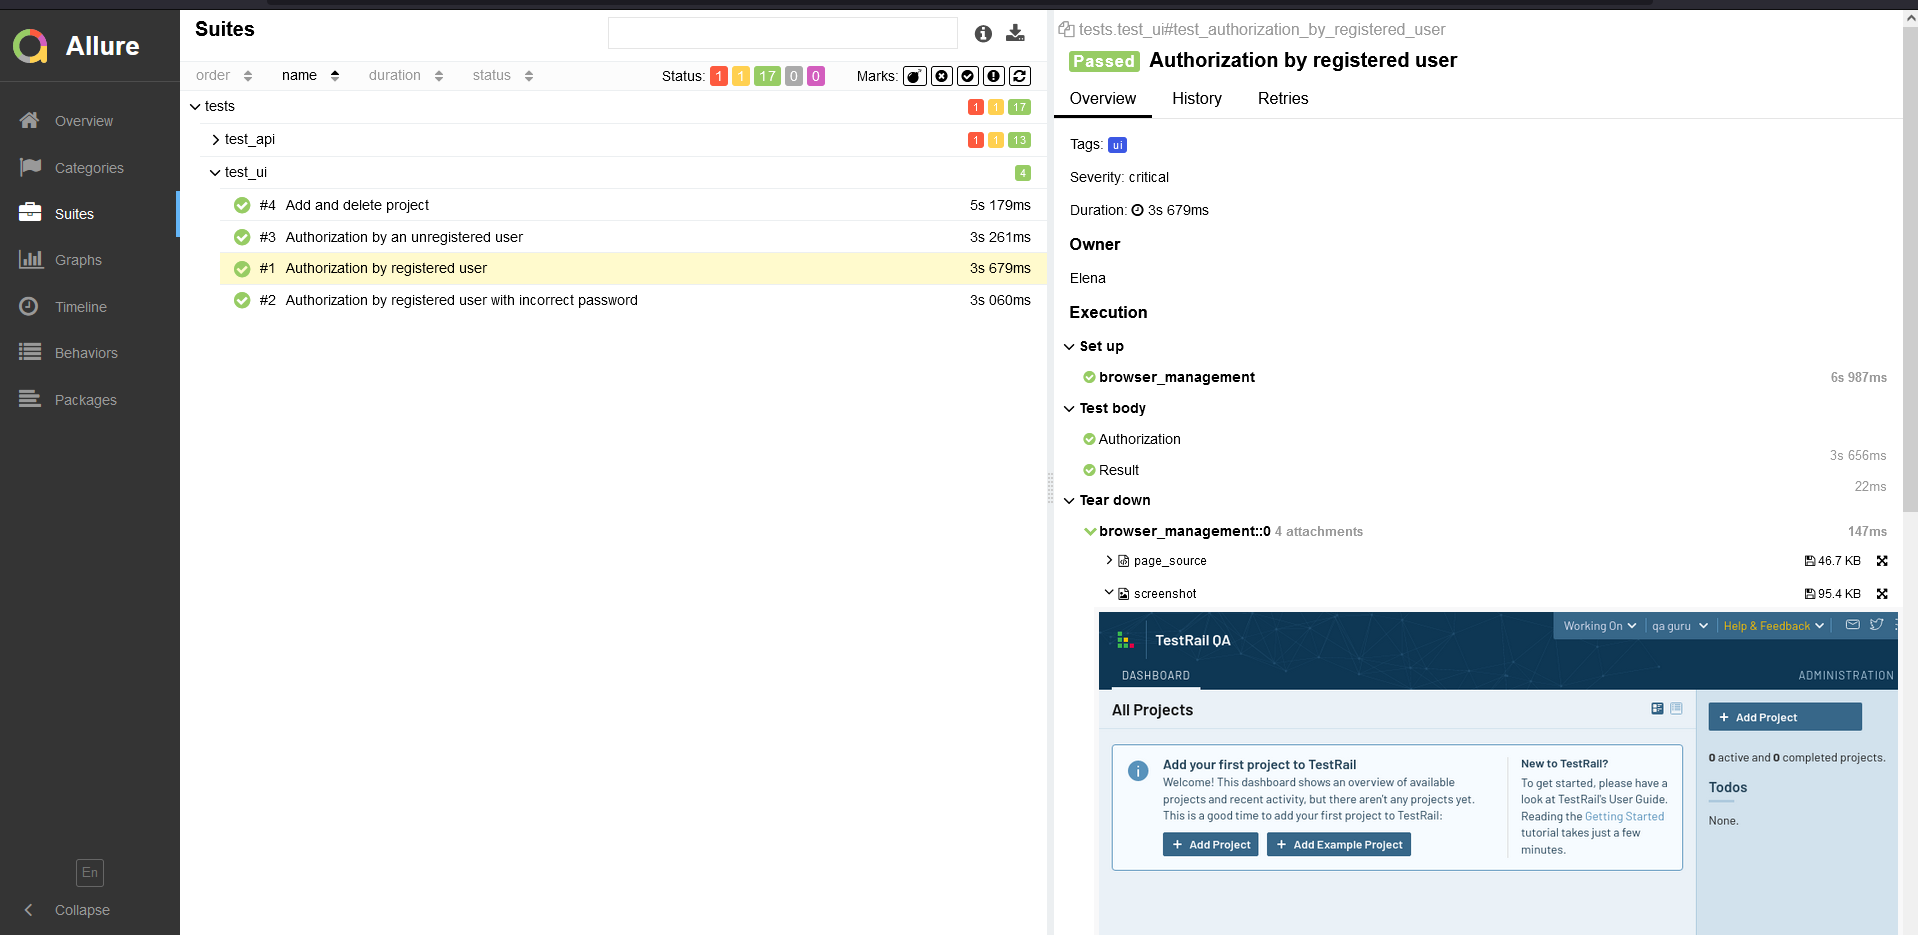 Allure
Overview
Categories
Suites
Graphs
Timeline
Behaviors
Packages
En
Collapse
Suites
order name duration status Status: 1 1 17 0 0 Marks:
tests 1 1 17
test_api 1 1 13
test_ui 4
#4 Add and delete project 5s 179ms
#3 Authorization by an unregistered user 3s 261ms
#1 Authorization by registered user 3s 679ms
#2 Authorization by registered user with incorrect password 3s 060ms
tests.test_ui#test_authorization_by_registered_user
Passed Authorization by registered user
Overview History Retries
Tags: ui
Severity: critical
Duration: 3s 679ms
Owner
Elena
Execution
Set up
browser_management 6s 987ms
Test body
Authorization 3s 656ms
Result 22ms
Tear down
browser_management::0 4 attachments 147ms
page_source 46.7 KB
screenshot 95.4 KB
TestRail QA
Working On qa guru Help & Feedback
DASHBOARD ADMINISTRATION
All Projects
Add your first project to TestRail
Welcome! This dashboard shows an overview of available
projects and recent activity, but there aren't any projects yet.
This is a good time to add your first project to TestRail:
+ Add Project + Add Example Project
New to TestRail?
To get started, please have a
look at TestRail's User Guide.
Reading the Getting Started
tutorial takes just a few
minutes.
+ Add Project
0 active and 0 completed projects.
Todos
None.